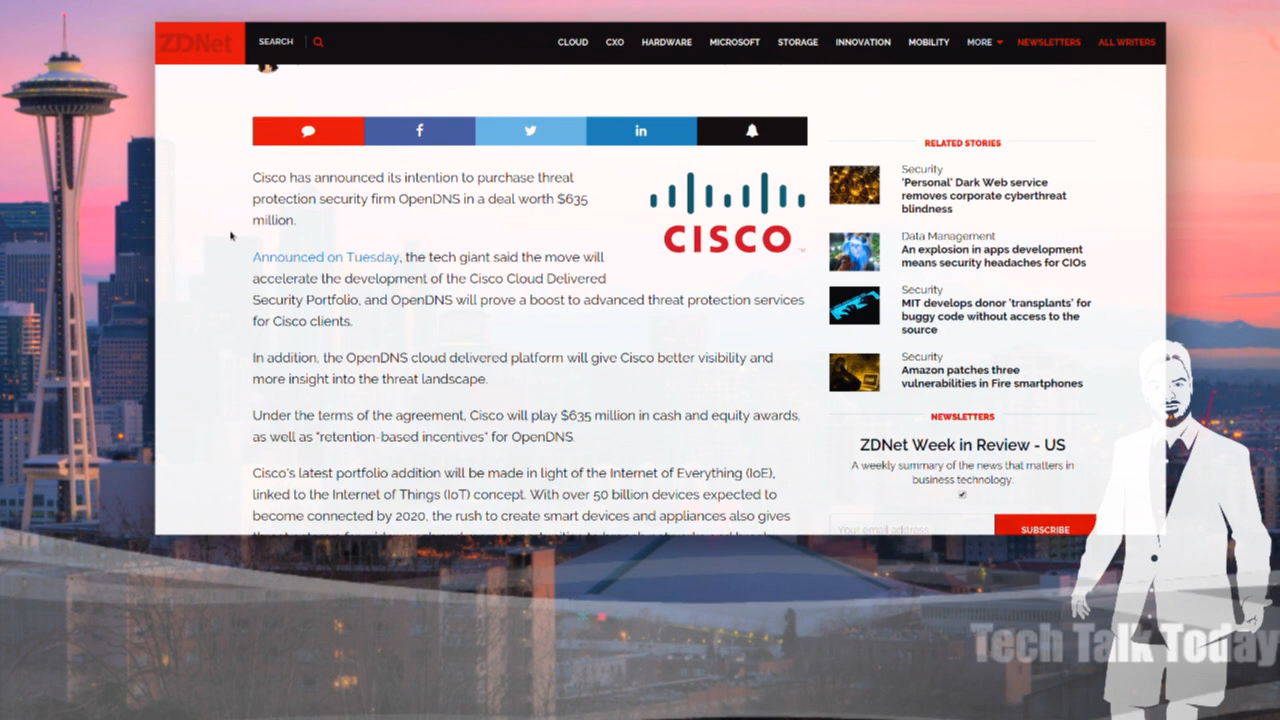 ZDNet
SEARCH
CLOUD CXO HARDWARE MICROSOFT STORAGE INNOVATION MOBILITY MORE NEWSLETTERS ALL WRITERS
Cisco has announced its intention to purchase threat
protection security firm OpenDNS in a deal worth $635
million.
CISCO
Announced on Tuesday, the tech giant said the move will
accelerate the development of the Cisco Cloud Delivered
Security Portfolio, and OpenDNS will prove a boost to advanced threat protection services
for Cisco clients.
In addition, the OpenDNS cloud delivered platform will give Cisco better visibility and
more insight into the threat landscape.
Under the terms of the agreement, Cisco will play $635 million in cash and equity awards,
as well as "retention-based incentives" for OpenDNS.
Cisco's latest portfolio addition will be made in light of the Internet of Everything (IoE),
linked to the Internet of Things (IoT) concept. With over 50 billion devices expected to
become connected by 2020, the rush to create smart devices and appliances also gives
RELATED STORIES
Security
'Personal' Dark Web service
removes corporate cyberthreat
blindness
Data Management
An explosion in apps development
means security headaches for CIOs
Security
MIT develops donor 'transplants' for
buggy code without access to the
source
Security
Amazon patches three
vulnerabilities in Fire smartphones
NEWSLETTERS
ZDNet Week in Review - US
A weekly summary of the news that matters in
business technology.
Your email address
SUBSCRIBE
Tech Talk Today